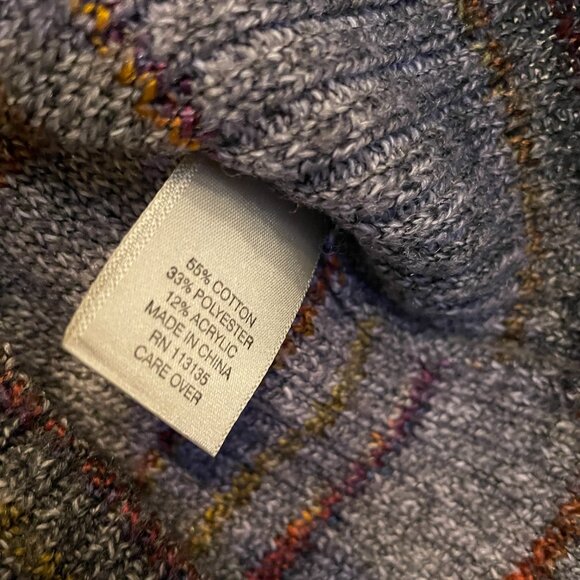 55% COTTON
33% POLYESTER
12% ACRYLIC
MADE IN CHINA
RN 113135
CARE OVER